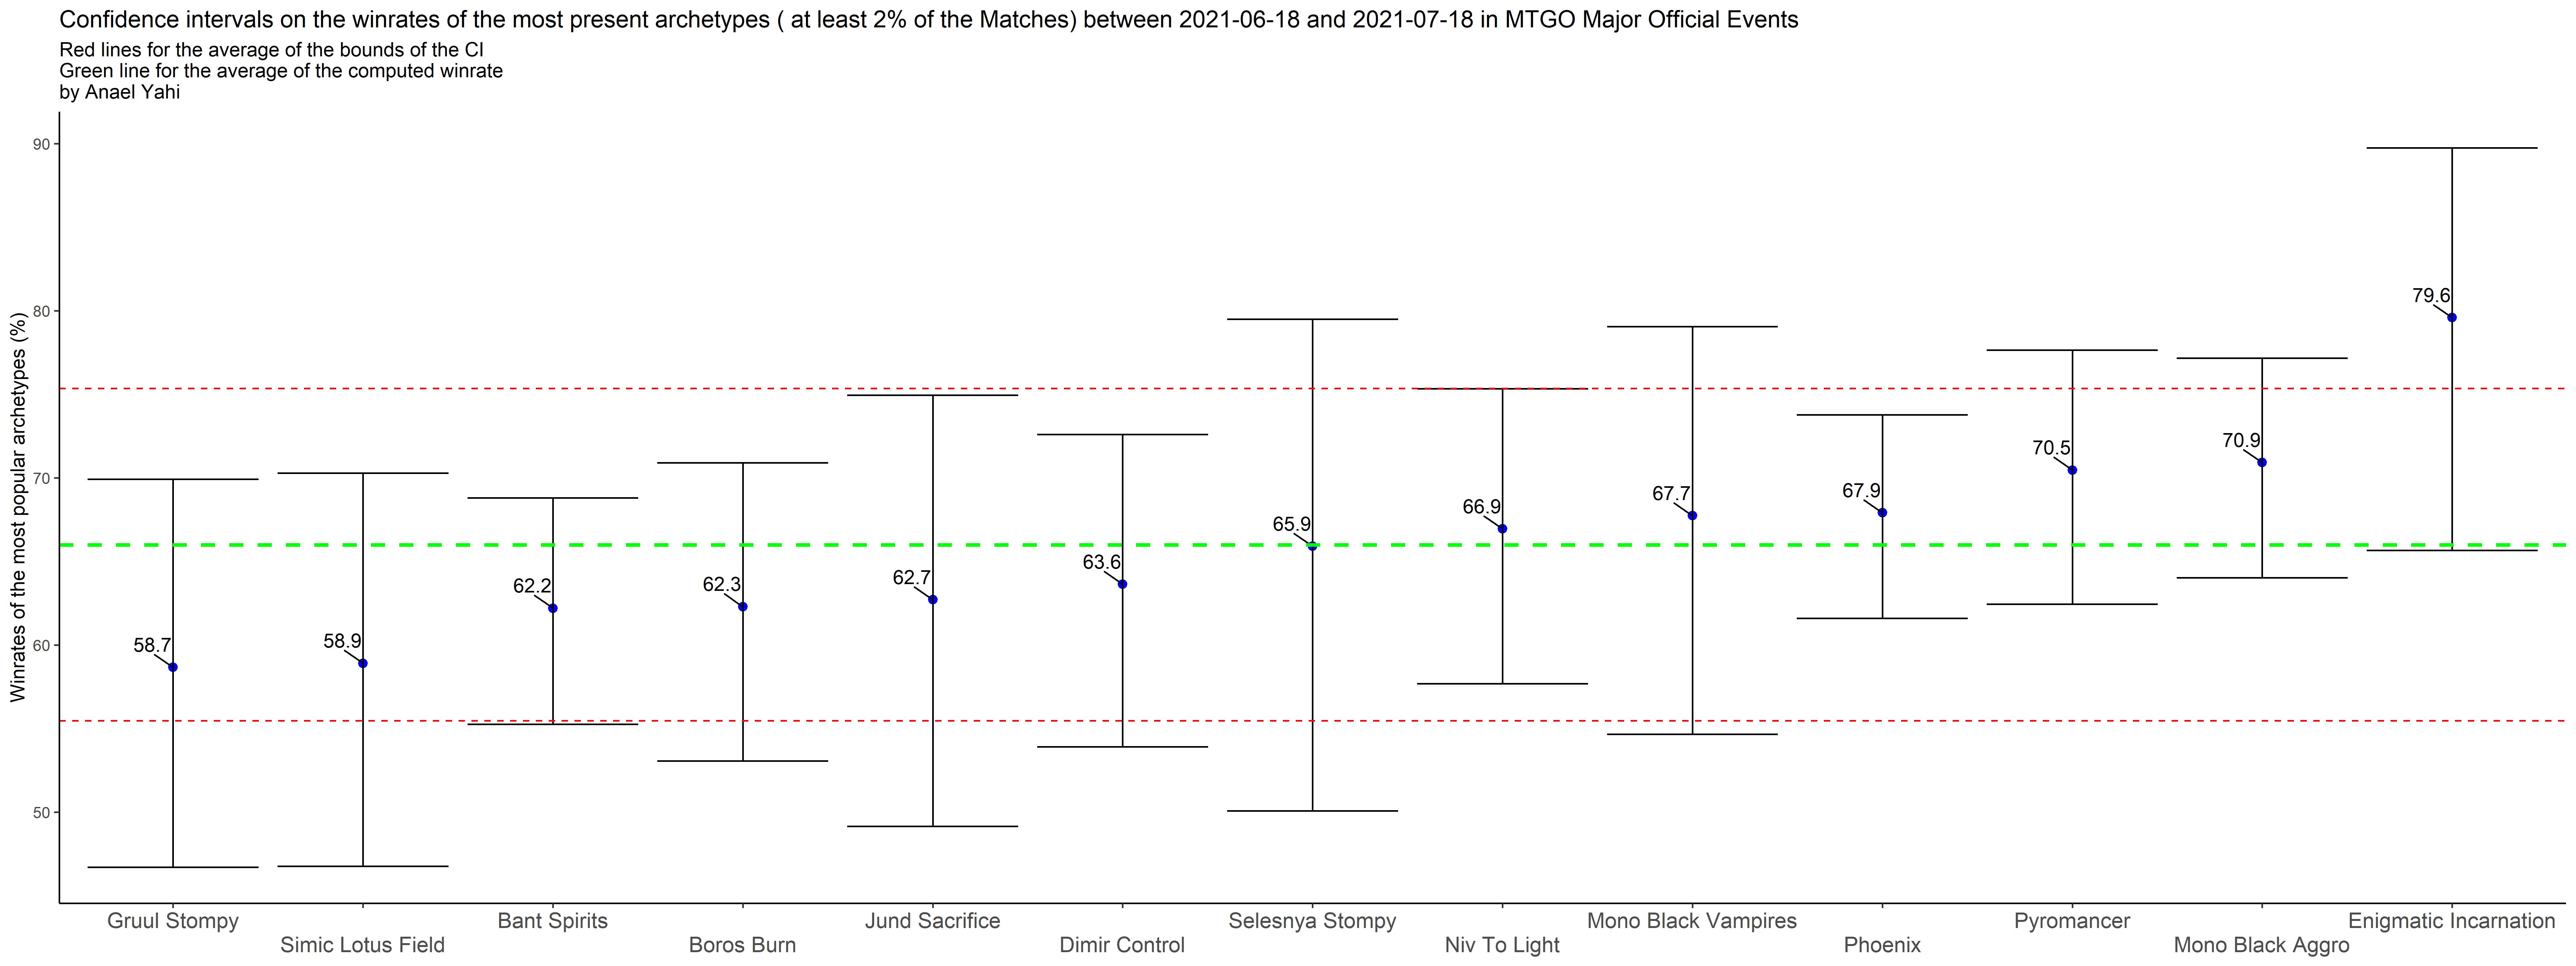 Confidence intervals on the winrates of the most present archetypes ( at least 2% of the Matches) between 2021-06-18 and 2021-07-18 in MTGO Major Official Events
Red lines for the average of the bounds of the CI
Green line for the average of the computed winrate
by Anael Yahi
Winrates of the most popular archetypes (%)
90
80
70
60
50
58.7
58.9
62.2
62.3
62.7
63.6
65.9
66.9
67.7
67.9
70.5
70.9
79.6
Gruul Stompy
Simic Lotus Field
Bant Spirits
Boros Burn
Jund Sacrifice
Dimir Control
Selesnya Stompy
Niv To Light
Mono Black Vampires
Phoenix
Pyromancer
Mono Black Aggro
Enigmatic Incarnation